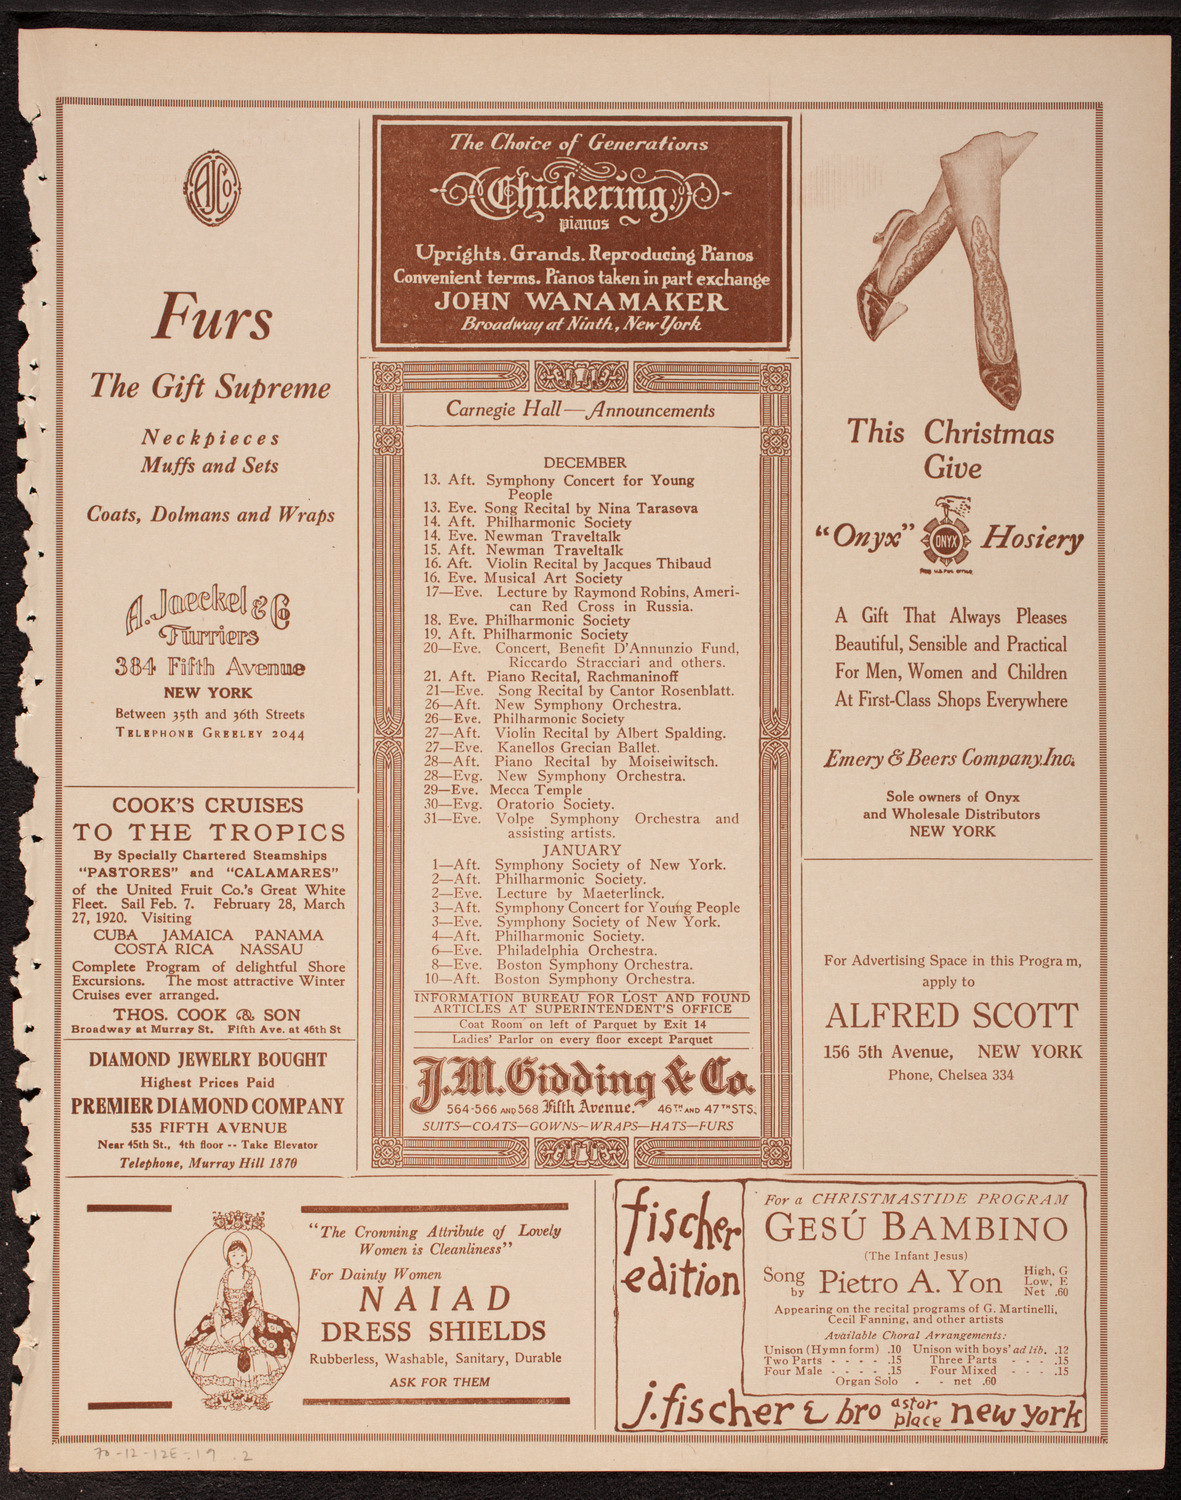 AJCo
Furs
The Gift Supreme
Neckpieces
Muffs and Sets
Coats, Dolmans and Wraps
A. Jaeckel & Co
Furriers
384 Fifth Avenue
NEW YORK
Between 35th and 36th Streets
TELEPHONE GREELEY 2044
COOK'S CRUISES
TO THE TROPICS
By Specially Chartered Steamships
"PASTORES" and "CALAMARES"
of the United Fruit Co.'s Great White
Fleet. Sail Feb. 7. February 28, March
27, 1920. Visiting
CUBA JAMAICA PANAMA
COSTA RICA NASSAU
Complete Program of delightful Shore
Excursions. The most attractive Winter
Cruises ever arranged.
THOS. COOK & SON
Broadway at Murray St. Fifth Ave. at 46th St
DIAMOND JEWELRY BOUGHT
Highest Prices Paid
PREMIER DIAMOND COMPANY
535 FIFTH AVENUE
Near 45th St., 4th floor -- Take Elevator
Telephone, Murray Hill 1870
The Choice of Generations
Chickering
pianos
Uprights. Grands. Reproducing Pianos
Convenient terms. Pianos taken in part exchange
JOHN WANAMAKER
Broadway at Ninth, New York
Carnegie Hall—Announcements
DECEMBER
13. Aft. Symphony Concert for Young
People
13. Eve. Song Recital by Nina Tarasova
14. Aft. Philharmonic Society
14. Eve. Newman Traveltalk
15. Aft. Newman Traveltalk
16. Aft. Violin Recital by Jacques Thibaud
16. Eve. Musical Art Society
17—Eve. Lecture by Raymond Robins, Ameri-
can Red Cross in Russia.
18. Eve. Philharmonic Society
19. Aft. Philharmonic Society
20—Eve. Concert, Benefit D'Annunzio Fund,
Riccardo Stracciari and others.
21. Aft. Piano Recital, Rachmaninoff
21—Eve. Song Recital by Cantor Rosenblatt.
26—Aft. New Symphony Orchestra.
26—Eve. Philharmonic Society
27—Aft. Violin Recital by Albert Spalding.
27—Eve. Kanellos Grecian Ballet.
28—Aft. Piano Recital by Moiseiwitsch.
28—Evg. New Symphony Orchestra.
29—Eve. Mecca Temple
30—Evg. Oratorio Society.
31—Eve. Volpe Symphony Orchestra and
assisting artists.
JANUARY
1—Aft. Symphony Society of New York.
2—Aft. Philharmonic Society.
2—Eve. Lecture by Maeterlinck.
3—Aft. Symphony Concert for Young People
3—Eve. Symphony Society of New York.
4—Aft. Philharmonic Society.
6—Eve. Philadelphia Orchestra.
8—Eve. Boston Symphony Orchestra.
10—Aft. Boston Symphony Orchestra.
INFORMATION BUREAU FOR LOST AND FOUND
ARTICLES AT SUPERINTENDENT'S OFFICE
Coat Room on left of Parquet by Exit 14
Ladies' Parlor on every floor except Parquet
J.M. Gidding & Co.
564-566 AND 568 Fifth Avenue. 46TH AND 47TH STS.
SUITS—COATS—GOWNS—WRAPS—HATS—FURS
This Christmas
Give
"Onyx" ONYX Hosiery
REG U.S. PAT. OFFICE
A Gift That Always Pleases
Beautiful, Sensible and Practical
For Men, Women and Children
At First-Class Shops Everywhere
Emery & Beers Company, Inc.
Sole owners of Onyx
and Wholesale Distributors
NEW YORK
For Advertising Space in this Program,
apply to
ALFRED SCOTT
156 5th Avenue, NEW YORK
Phone, Chelsea 334
"The Crowning Attribute of Lovely
Women is Cleanliness"
For Dainty Women
NAIAD
DRESS SHIELDS
Rubberless, Washable, Sanitary, Durable
ASK FOR THEM
fischer
edition
For a CHRISTMASTIDE PROGRAM
GESÚ BAMBINO
(The Infant Jesus)
Song by Pietro A. Yon
High, G
Low, E
Net .60
Appearing on the recital programs of G. Martinelli,
Cecil Fanning, and other artists
Available Choral Arrangements:
Unison (Hymn form) .10 Unison with boys' ad lib. .12
Two Parts - - - - .15 Three Parts - - - .15
Four Male - - - - .15 Four Mixed - - - .15
Organ Solo - - net .60
j. fischer & bro astor place new york
70-12-12E-19 .2